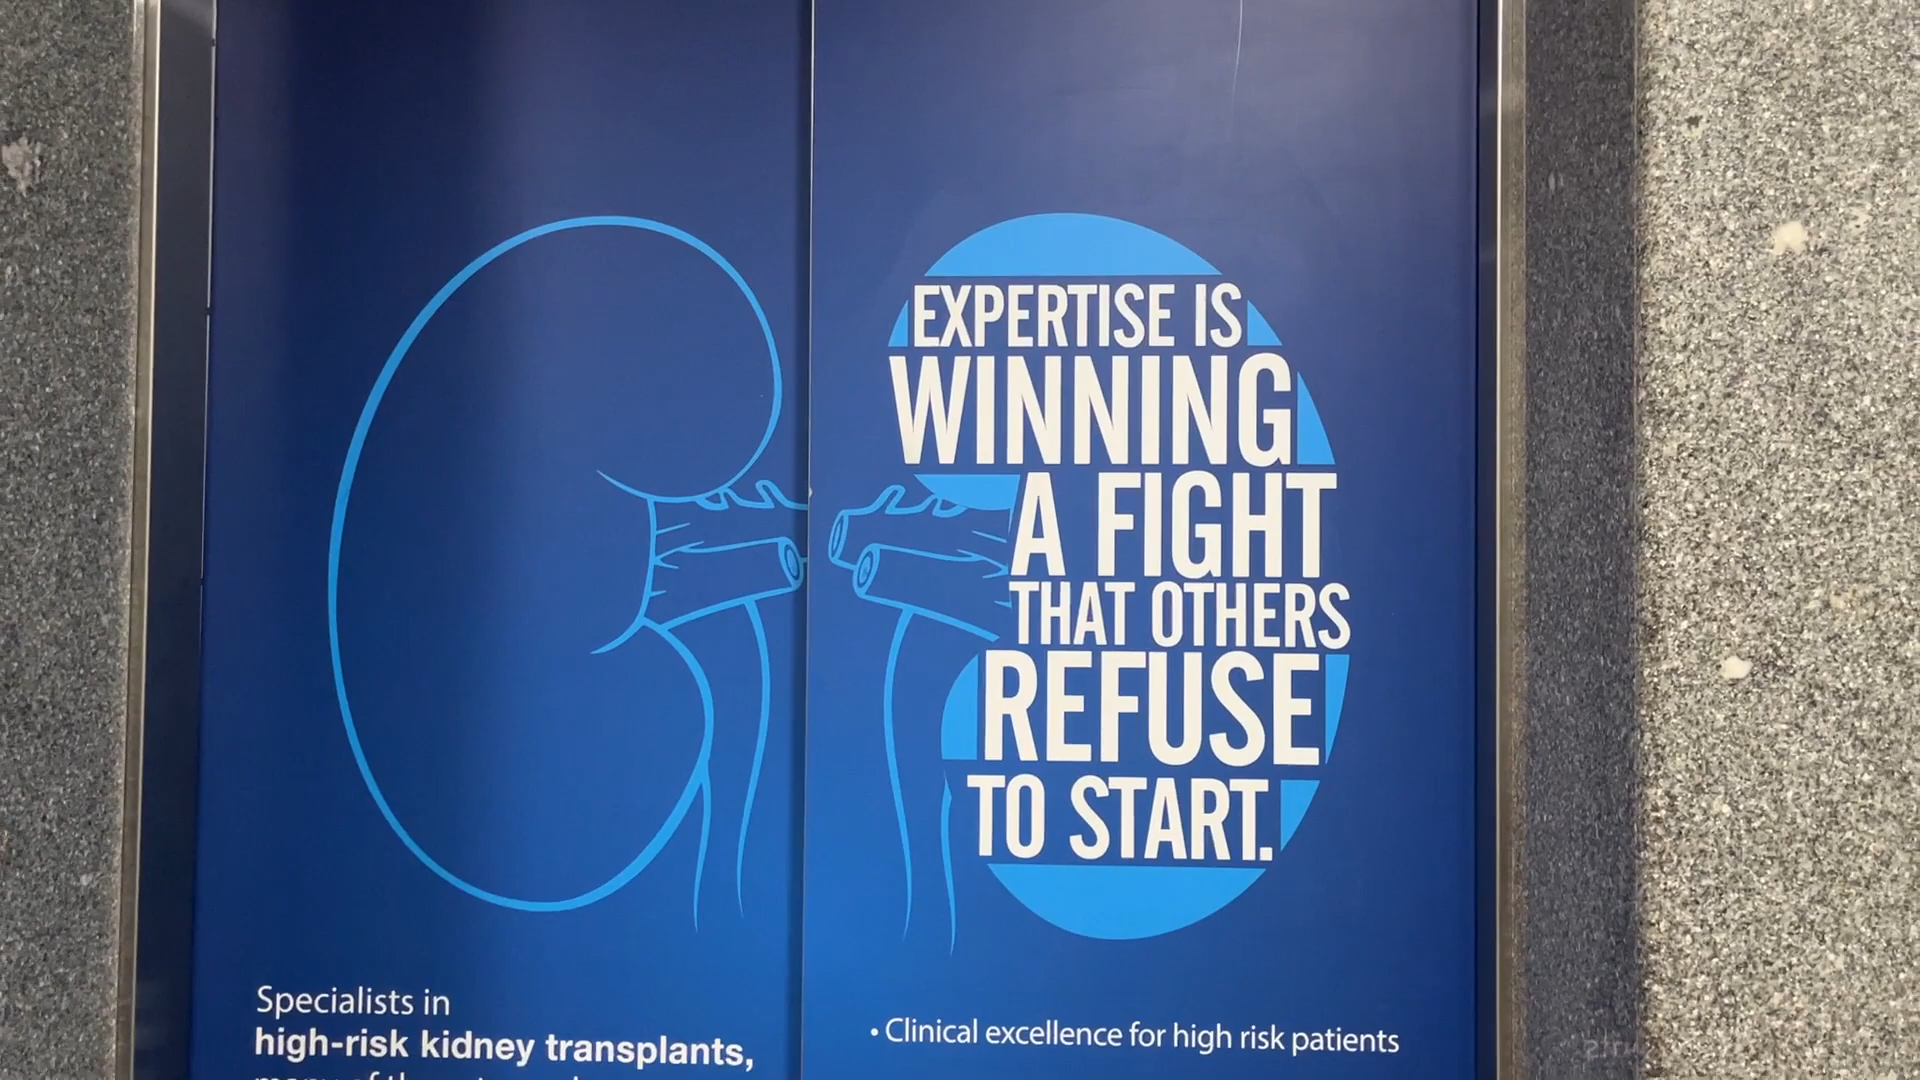 EXPERTISE IS
WINNING
A FIGHT
THAT OTHERS
REFUSE
TO START.
Specialists in
high-risk kidney transplants,
• Clinical excellence for high risk patients